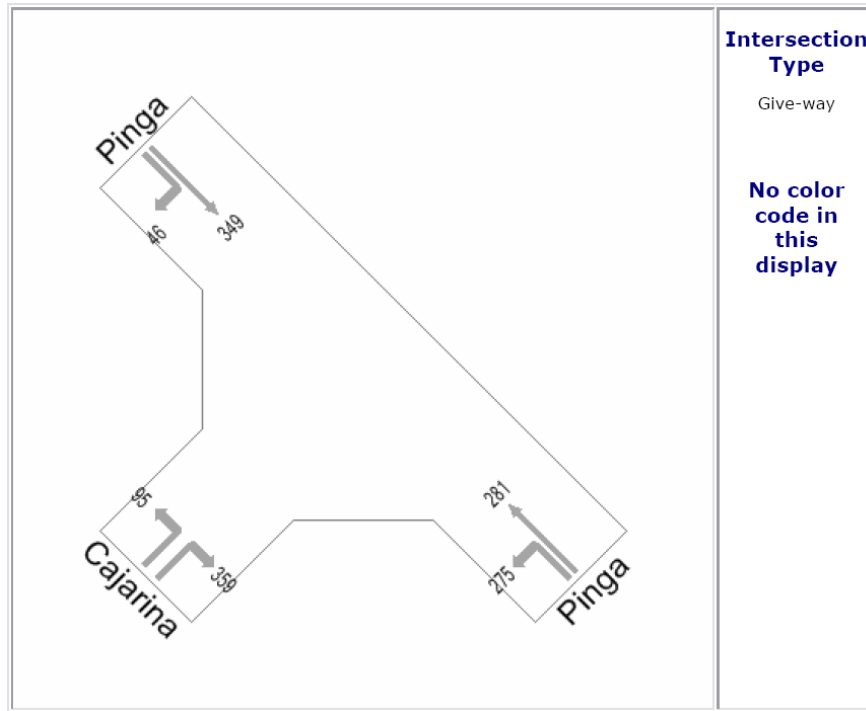 Pinga
46
349
95
359
Cajarina
281
275
Pinga
Intersection
Type
Give-way
No color
code in
this
display